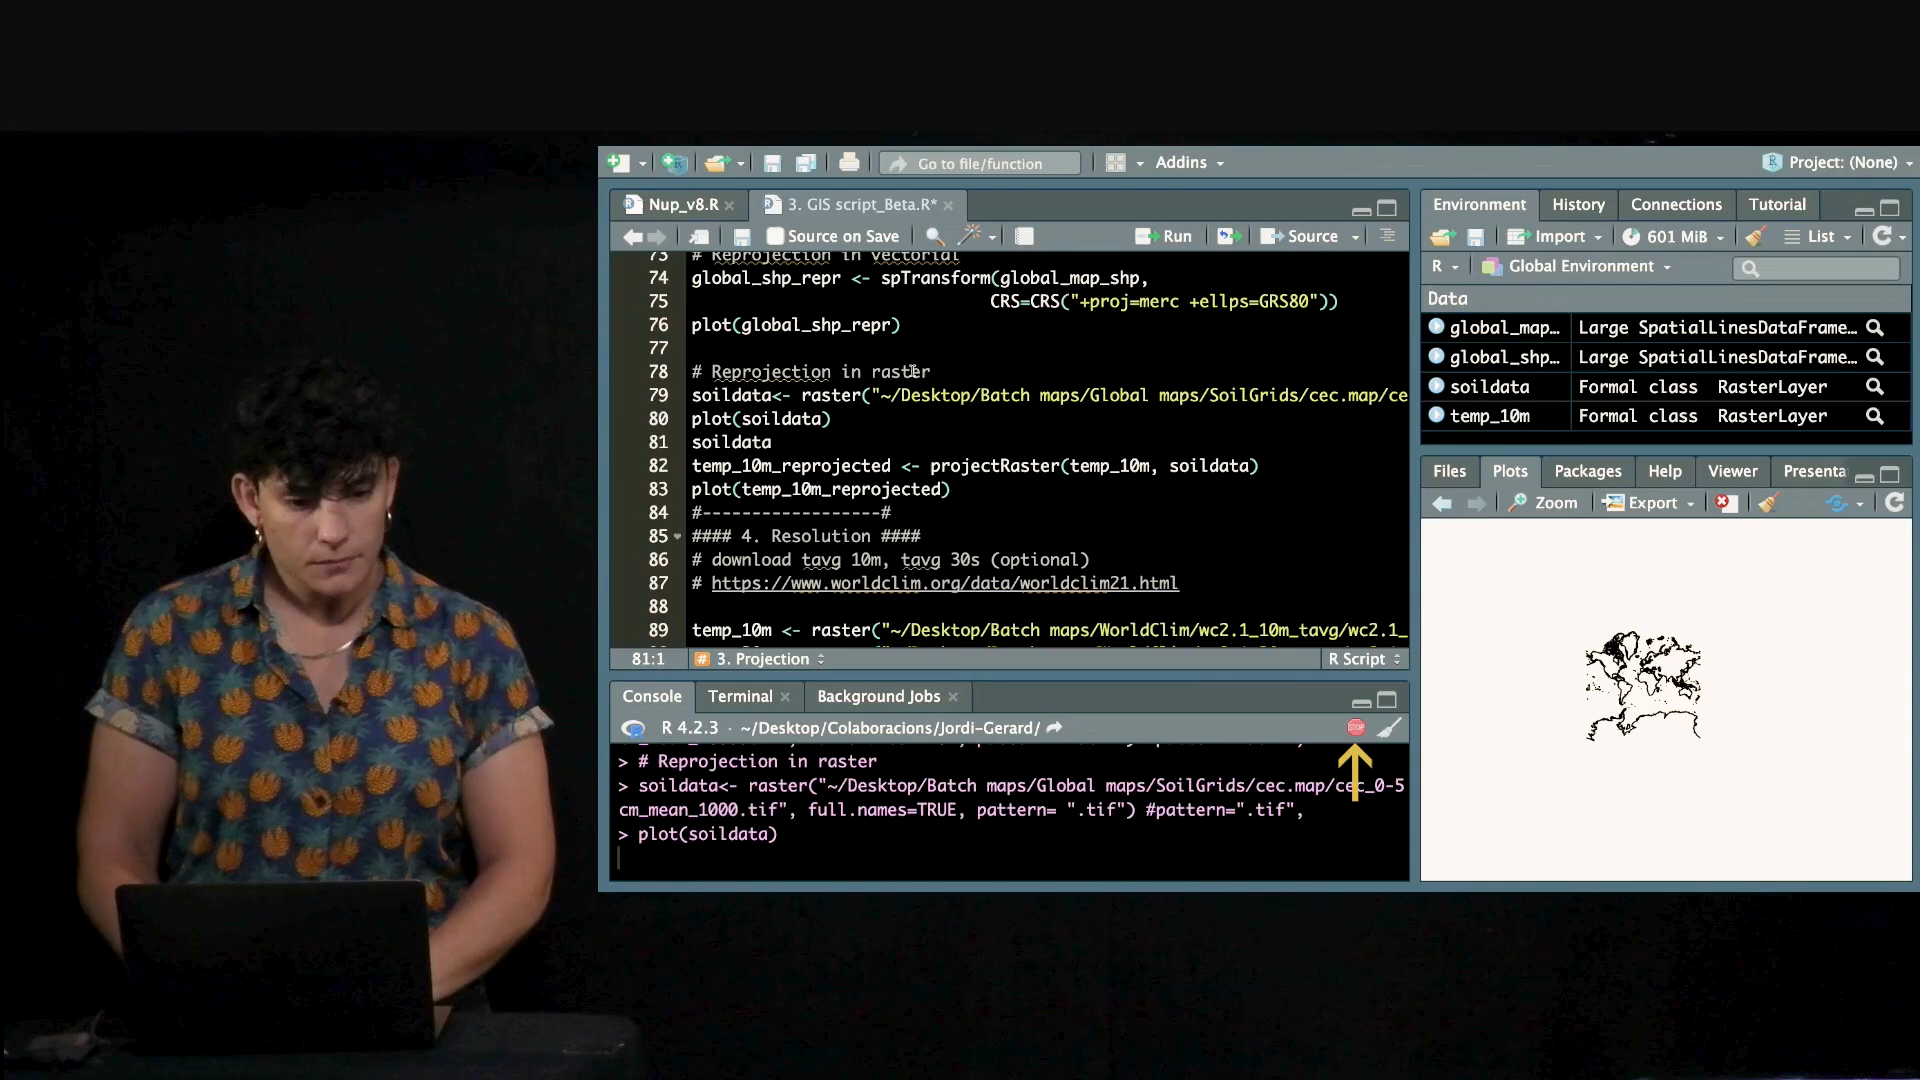 Go to file/function
Addins
Project: (None)
Nup_v8.R
3. GIS script_Beta.R*
Source on Save
Run
Source
73 # Reprojection in vectorial
74 global_shp_repr <- spTransform(global_map_shp,
75 CRS=CRS("+proj=merc +ellps=GRS80"))
76 plot(global_shp_repr)
77
78 # Reprojection in raster
79 soildata<- raster("~/Desktop/Batch maps/Global maps/SoilGrids/cec.map/ce
80 plot(soildata)
81 soildata
82 temp_10m_reprojected <- projectRaster(temp_10m, soildata)
83 plot(temp_10m_reprojected)
84 #------------------#
85 #### 4. Resolution ####
86 # download tavg 10m, tavg 30s (optional)
87 # https://www.worldclim.org/data/worldclim21.html
88
89 temp_10m <- raster("~/Desktop/Batch maps/WorldClim/wc2.1_10m_tavg/wc2.1_
81:1 # 3. Projection R Script
Console Terminal Background Jobs
R 4.2.3 · ~/Desktop/Colaboracions/Jordi-Gerard/
STOP
> # Reprojection in raster
> soildata<- raster("~/Desktop/Batch maps/Global maps/SoilGrids/cec.map/cec_0-5
cm_mean_1000.tif", full.names=TRUE, pattern= ".tif") #pattern=".tif",
> plot(soildata)
Environment History Connections Tutorial
Import 601 MiB List
R Global Environment
Data
global_map… Large SpatialLinesDataFrame…
global_shp… Large SpatialLinesDataFrame…
soildata Formal class RasterLayer
temp_10m Formal class RasterLayer
Files Plots Packages Help Viewer Presenta
Zoom Export